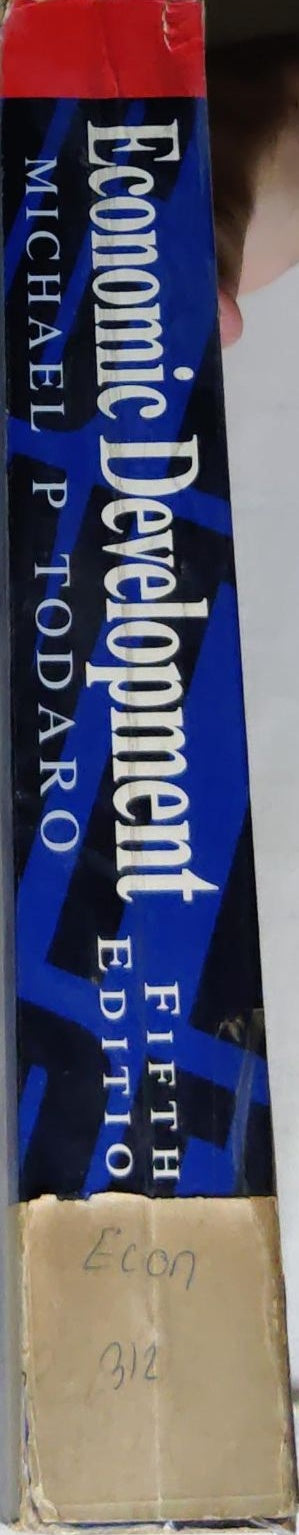 Economic Development
MICHAEL P TODARO
FIFTH
EDITIO
Econ
312